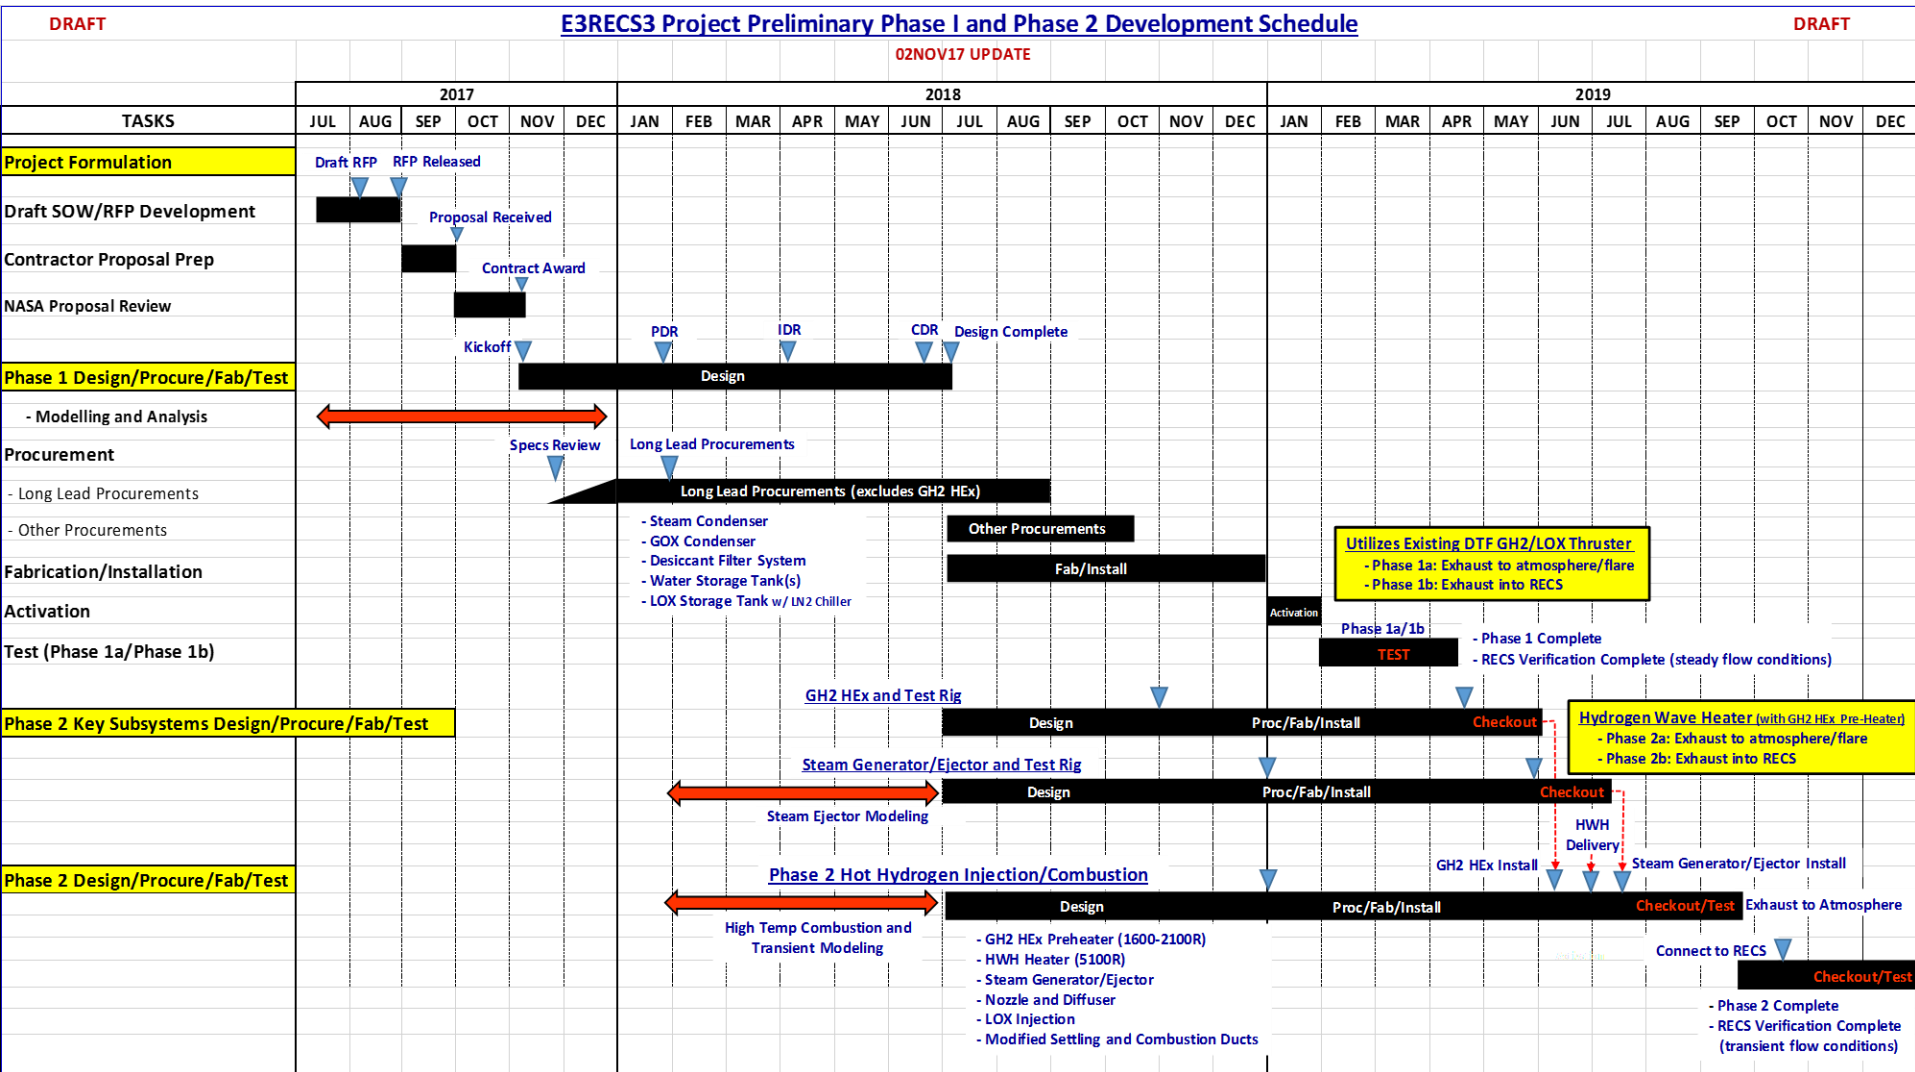 DRAFT
E3RECS3 Project Preliminary Phase I and Phase 2 Development Schedule
DRAFT
02NOV17 UPDATE
2017
2018
2019
TASKS
JUL AUG SEP OCT NOV DEC JAN FEB MAR APR MAY JUN JUL AUG SEP OCT NOV DEC JAN FEB MAR APR MAY JUN JUL AUG SEP OCT NOV DEC
Project Formulation
Draft RFP
RFP Released
Draft SOW/RFP Development
Proposal Received
Contractor Proposal Prep
Contract Award
NASA Proposal Review
PDR
IDR
CDR
Design Complete
Kickoff
Phase 1 Design/Procure/Fab/Test
Design
- Modelling and Analysis
Specs Review
Long Lead Procurements
Procurement
- Long Lead Procurements
Long Lead Procurements (excludes GH2 HEx)
- Steam Condenser
- GOX Condenser
- Desiccant Filter System
- Water Storage Tank(s)
- LOX Storage Tank w/ LN2 Chiller
- Other Procurements
Other Procurements
Utilizes Existing DTF GH2/LOX Thruster
- Phase 1a: Exhaust to atmosphere/flare
- Phase 1b: Exhaust into RECS
Fabrication/Installation
Fab/Install
Activation
Activation
Phase 1a/1b
Test (Phase 1a/Phase 1b)
TEST
- Phase 1 Complete
- RECS Verification Complete (steady flow conditions)
GH2 HEx and Test Rig
Phase 2 Key Subsystems Design/Procure/Fab/Test
Design
Proc/Fab/Install
Checkout
Hydrogen Wave Heater (with GH2 HEx Pre-Heater)
- Phase 2a: Exhaust to atmosphere/flare
- Phase 2b: Exhaust into RECS
Steam Generator/Ejector and Test Rig
Design
Proc/Fab/Install
Checkout
Steam Ejector Modeling
HWH
Delivery
GH2 HEx Install
Steam Generator/Ejector Install
Phase 2 Hot Hydrogen Injection/Combustion
Phase 2 Design/Procure/Fab/Test
Design
Proc/Fab/Install
Checkout/Test
Exhaust to Atmosphere
High Temp Combustion and
Transient Modeling
- GH2 HEx Preheater (1600-2100R)
- HWH Heater (5100R)
- Steam Generator/Ejector
- Nozzle and Diffuser
- LOX Injection
- Modified Settling and Combustion Ducts
Connect to RECS
Checkout/Test
- Phase 2 Complete
- RECS Verification Complete
(transient flow conditions)